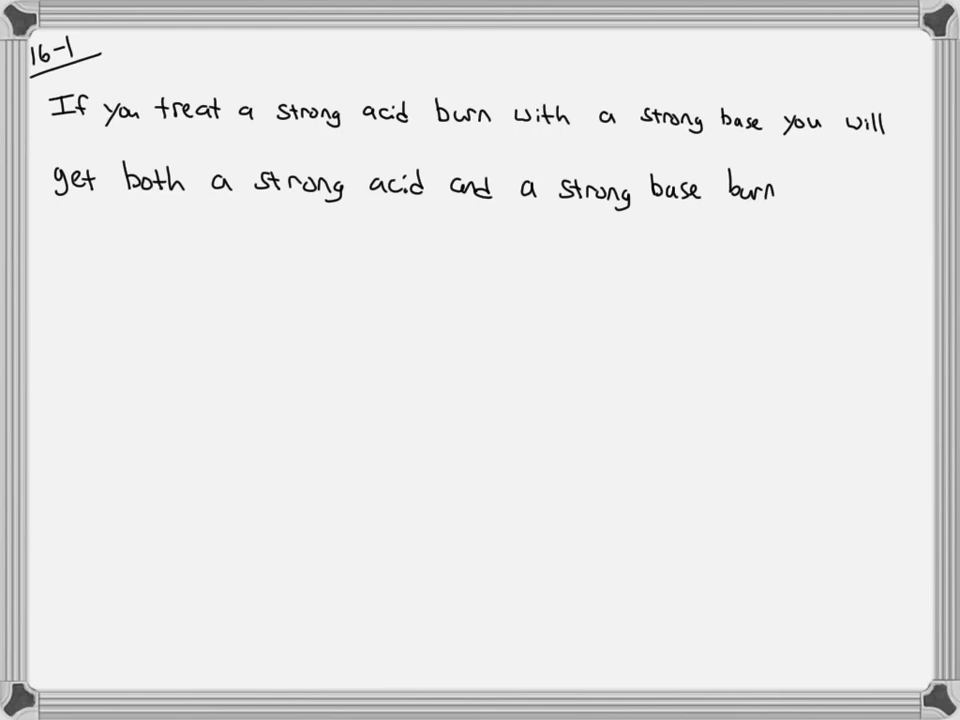 16-1
If you treat a strong acid burn with a strong base you will
get both a strong acid and a strong base burn